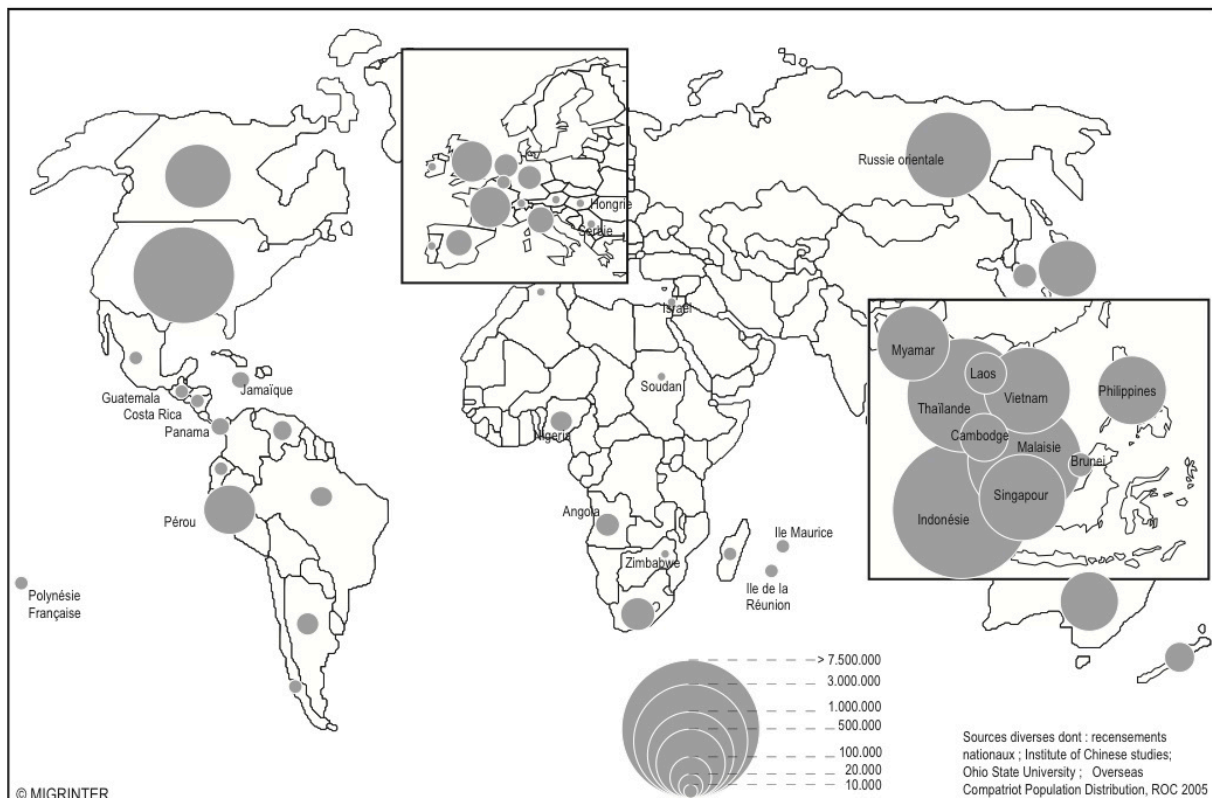 Russie orientale
Hongrie
Serbie
Israël
Soudan
Nigeria
Angola
Zimbabwe
Ile Maurice
Ile de la
Réunion
Jamaïque
Guatemala
Costa Rica
Panama
Pérou
Polynésie
Française
Myamar
Laos
Thaïlande
Vietnam
Philippines
Cambodge
Malaisie
Brunei
Singapour
Indonésie
> 7.500.000
3.000.000
1.000.000
500.000
100.000
20.000
10.000
Sources diverses dont : recensements
nationaux ; Institute of Chinese studies;
Ohio State University ; Overseas
Compatriot Population Distribution, ROC 2005
© MIGRINTER